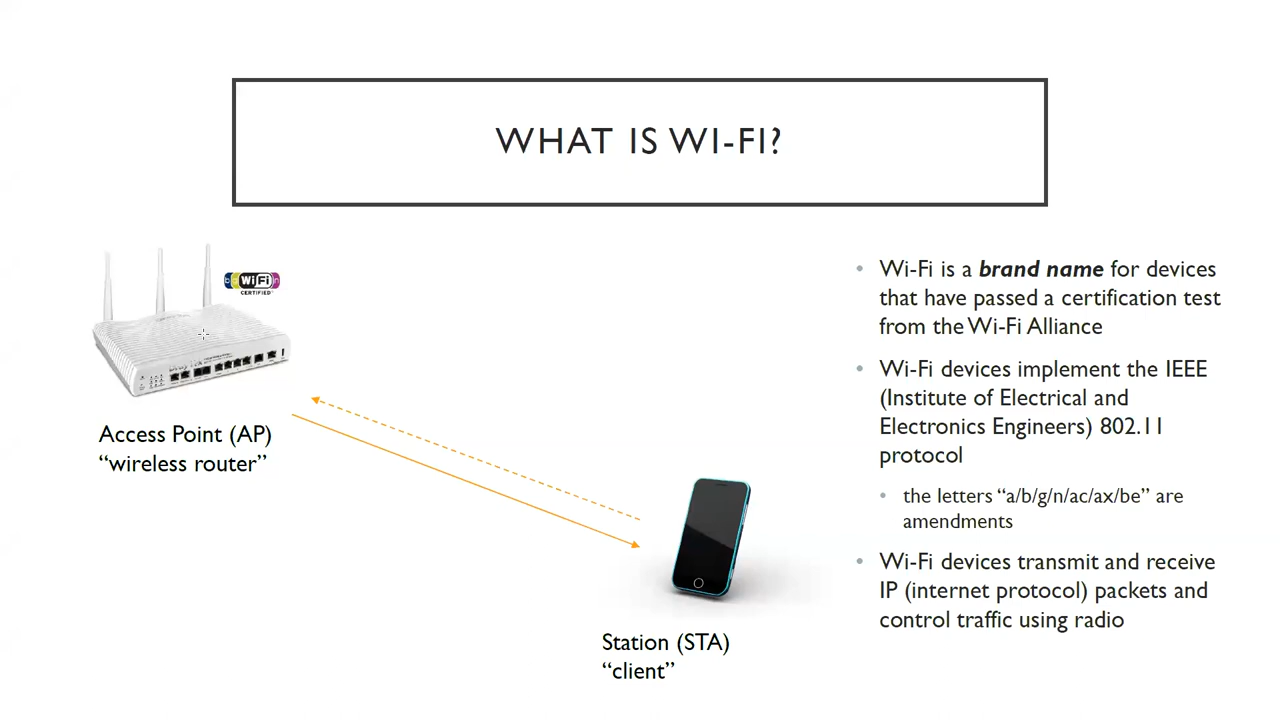 WHAT IS WI-FI?
WiFi
CERTIFIED
Access Point (AP)
“wireless router”
Station (STA)
“client”
• Wi-Fi is a brand name for devices
that have passed a certification test
from the Wi-Fi Alliance
• Wi-Fi devices implement the IEEE
(Institute of Electrical and
Electronics Engineers) 802.11
protocol
• the letters “a/b/g/n/ac/ax/be” are
amendments
• Wi-Fi devices transmit and receive
IP (internet protocol) packets and
control traffic using radio